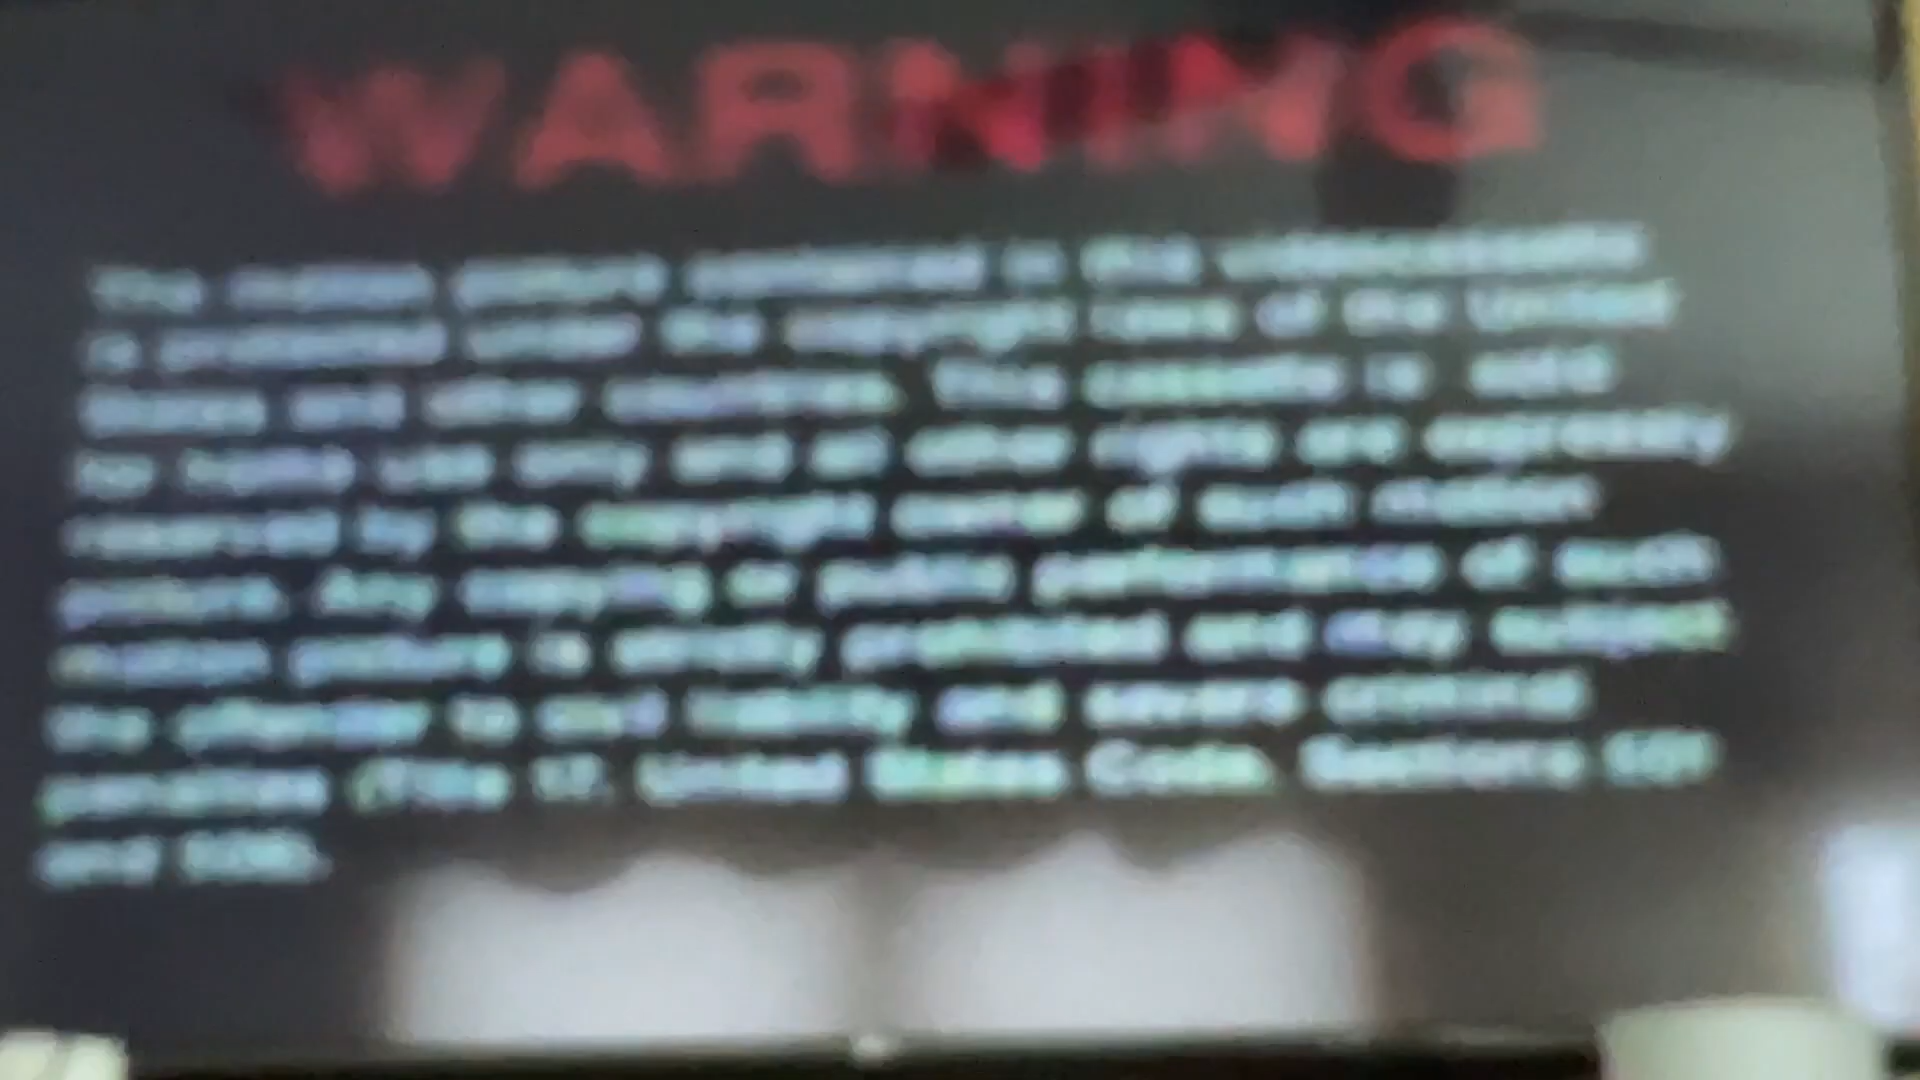 WARNING
The motion picture contained in this videocassette
is protected under the copyright laws of the United
States and other countries. This cassette is sold
for home use only and all other rights are expressly
reserved by the copyright owner of such motion
picture. Any copying or public performance of such
motion picture is strictly prohibited and may subject
the offender to civil liability and severe criminal
penalties (Title 17, United States Code, Sections
and